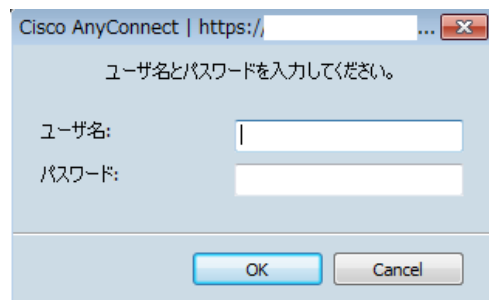 Cisco AnyConnect | https:/ ...
ユーザ名とパスワードを入力してください。
ユーザ名:
パスワード:
OK Cancel